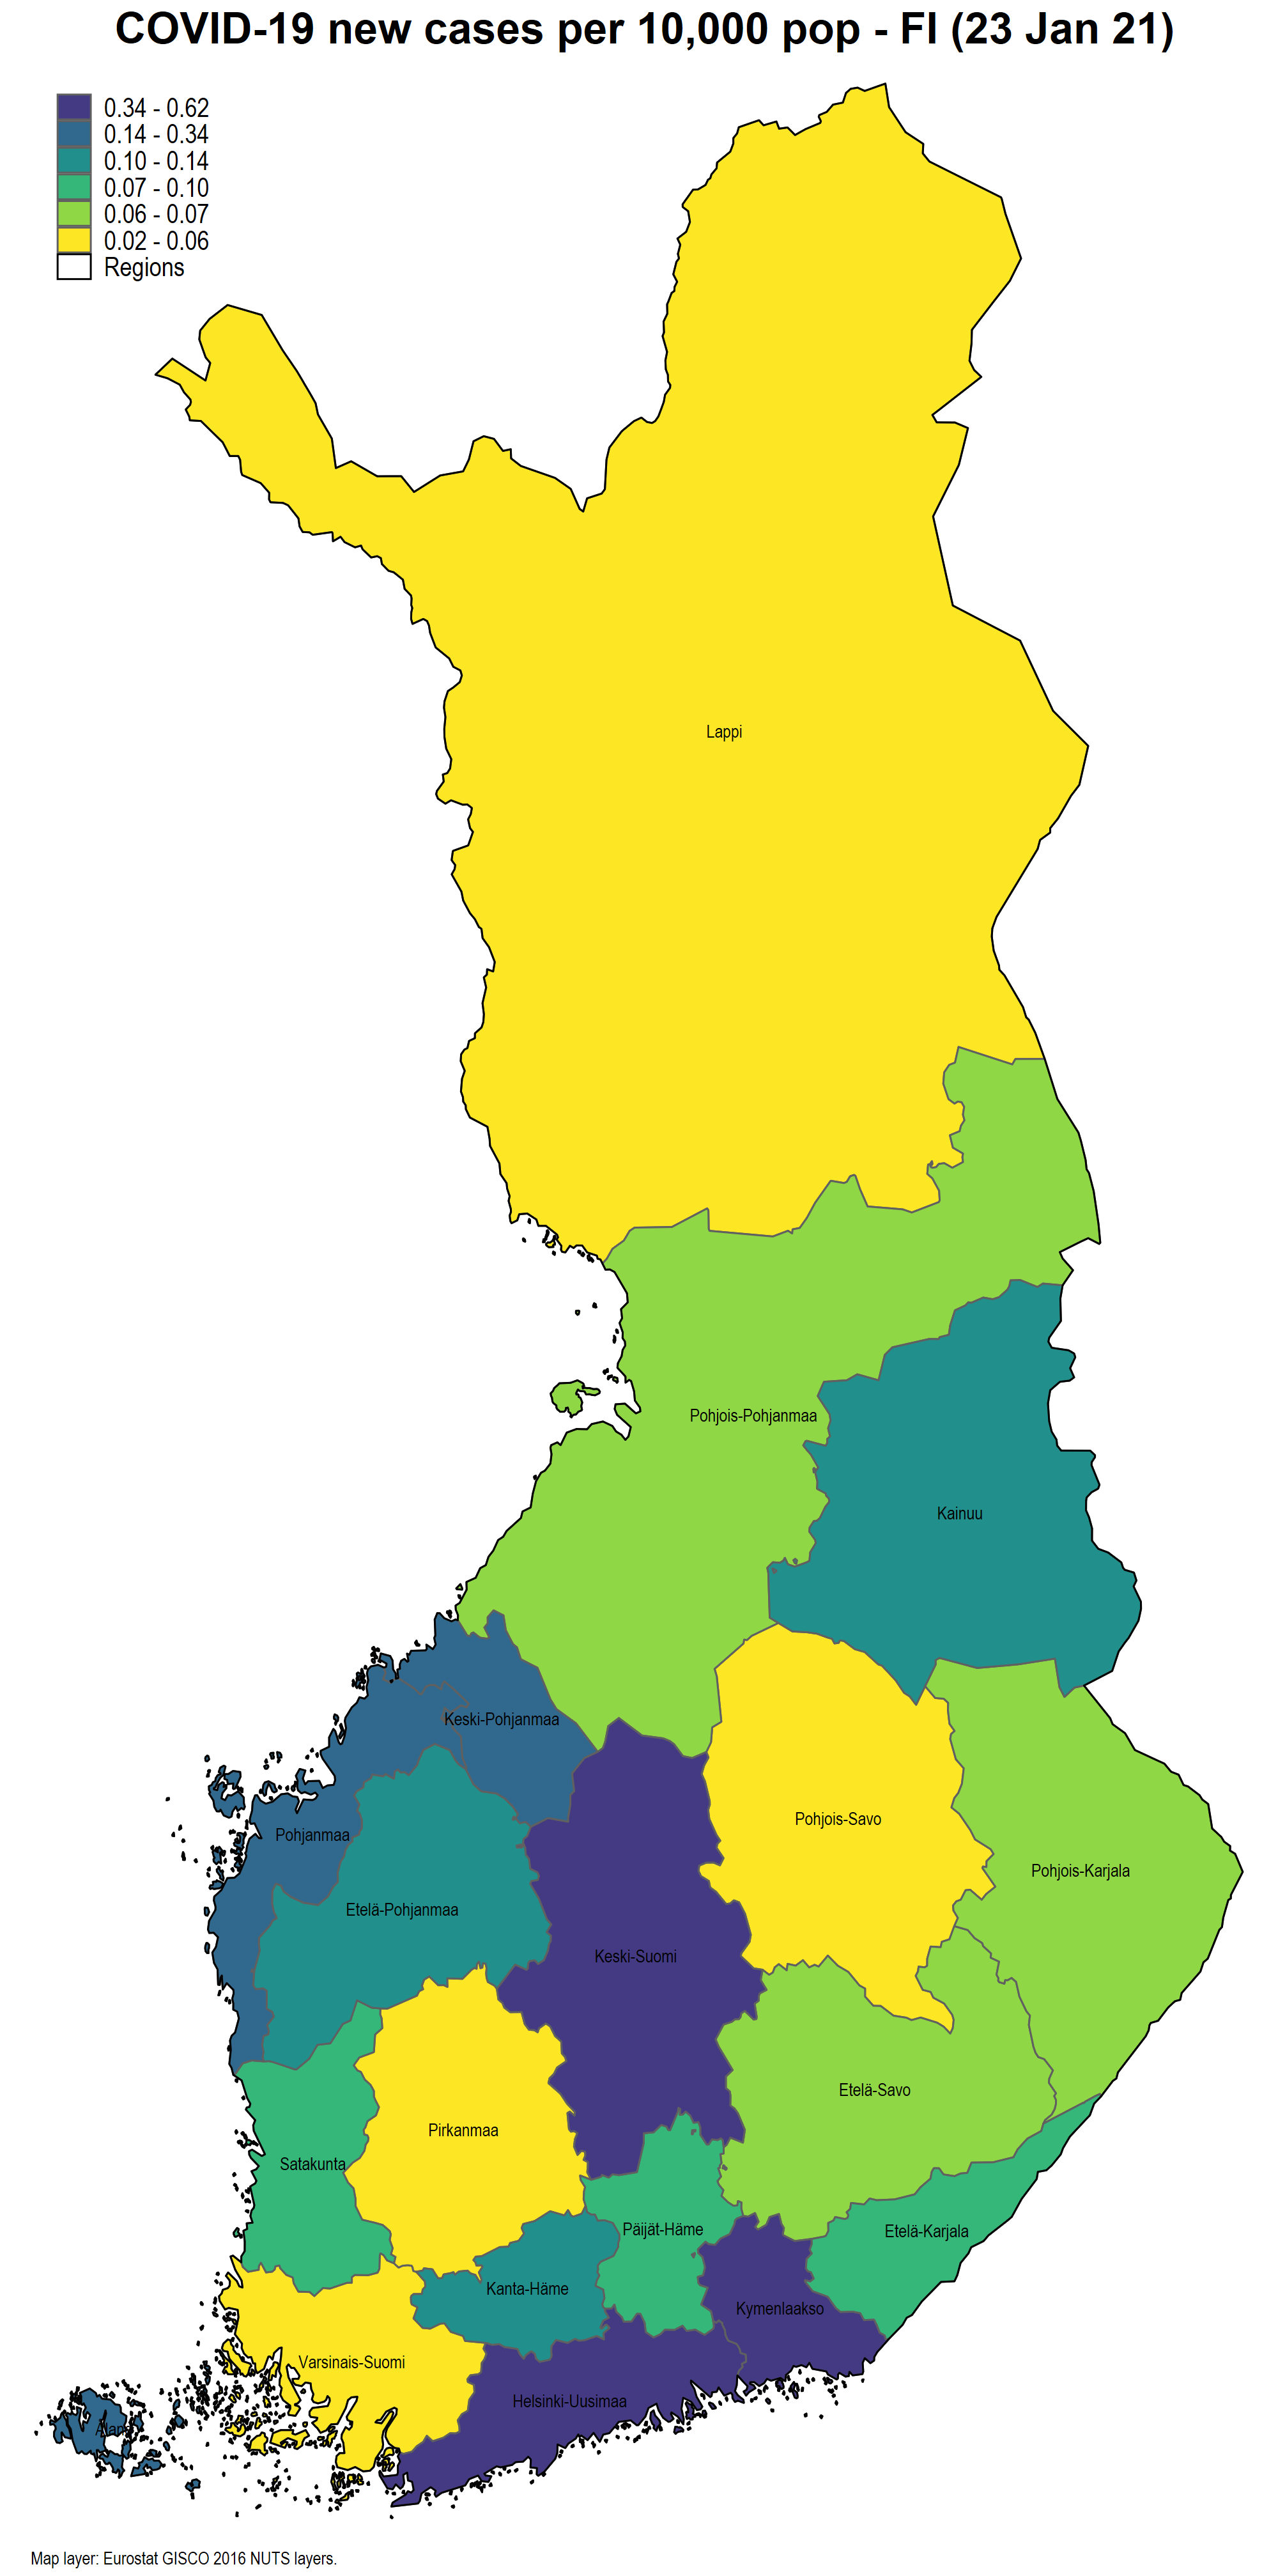 COVID-19 new cases per 10,000 pop - FI (23 Jan 21)
0.34 - 0.62
0.14 - 0.34
0.10 - 0.14
0.07 - 0.10
0.06 - 0.07
0.02 - 0.06
Regions
Lappi
Pohjois-Pohjanmaa
Kainuu
Keski-Pohjanmaa
Pohjois-Savo
Pohjanmaa
Pohjois-Karjala
Etelä-Pohjanmaa
Keski-Suomi
Etelä-Savo
Pirkanmaa
Satakunta
Päijät-Häme
Etelä-Karjala
Kanta-Häme
Kymenlaakso
Varsinais-Suomi
Helsinki-Uusimaa
Map layer: Eurostat GISCO 2016 NUTS layers.